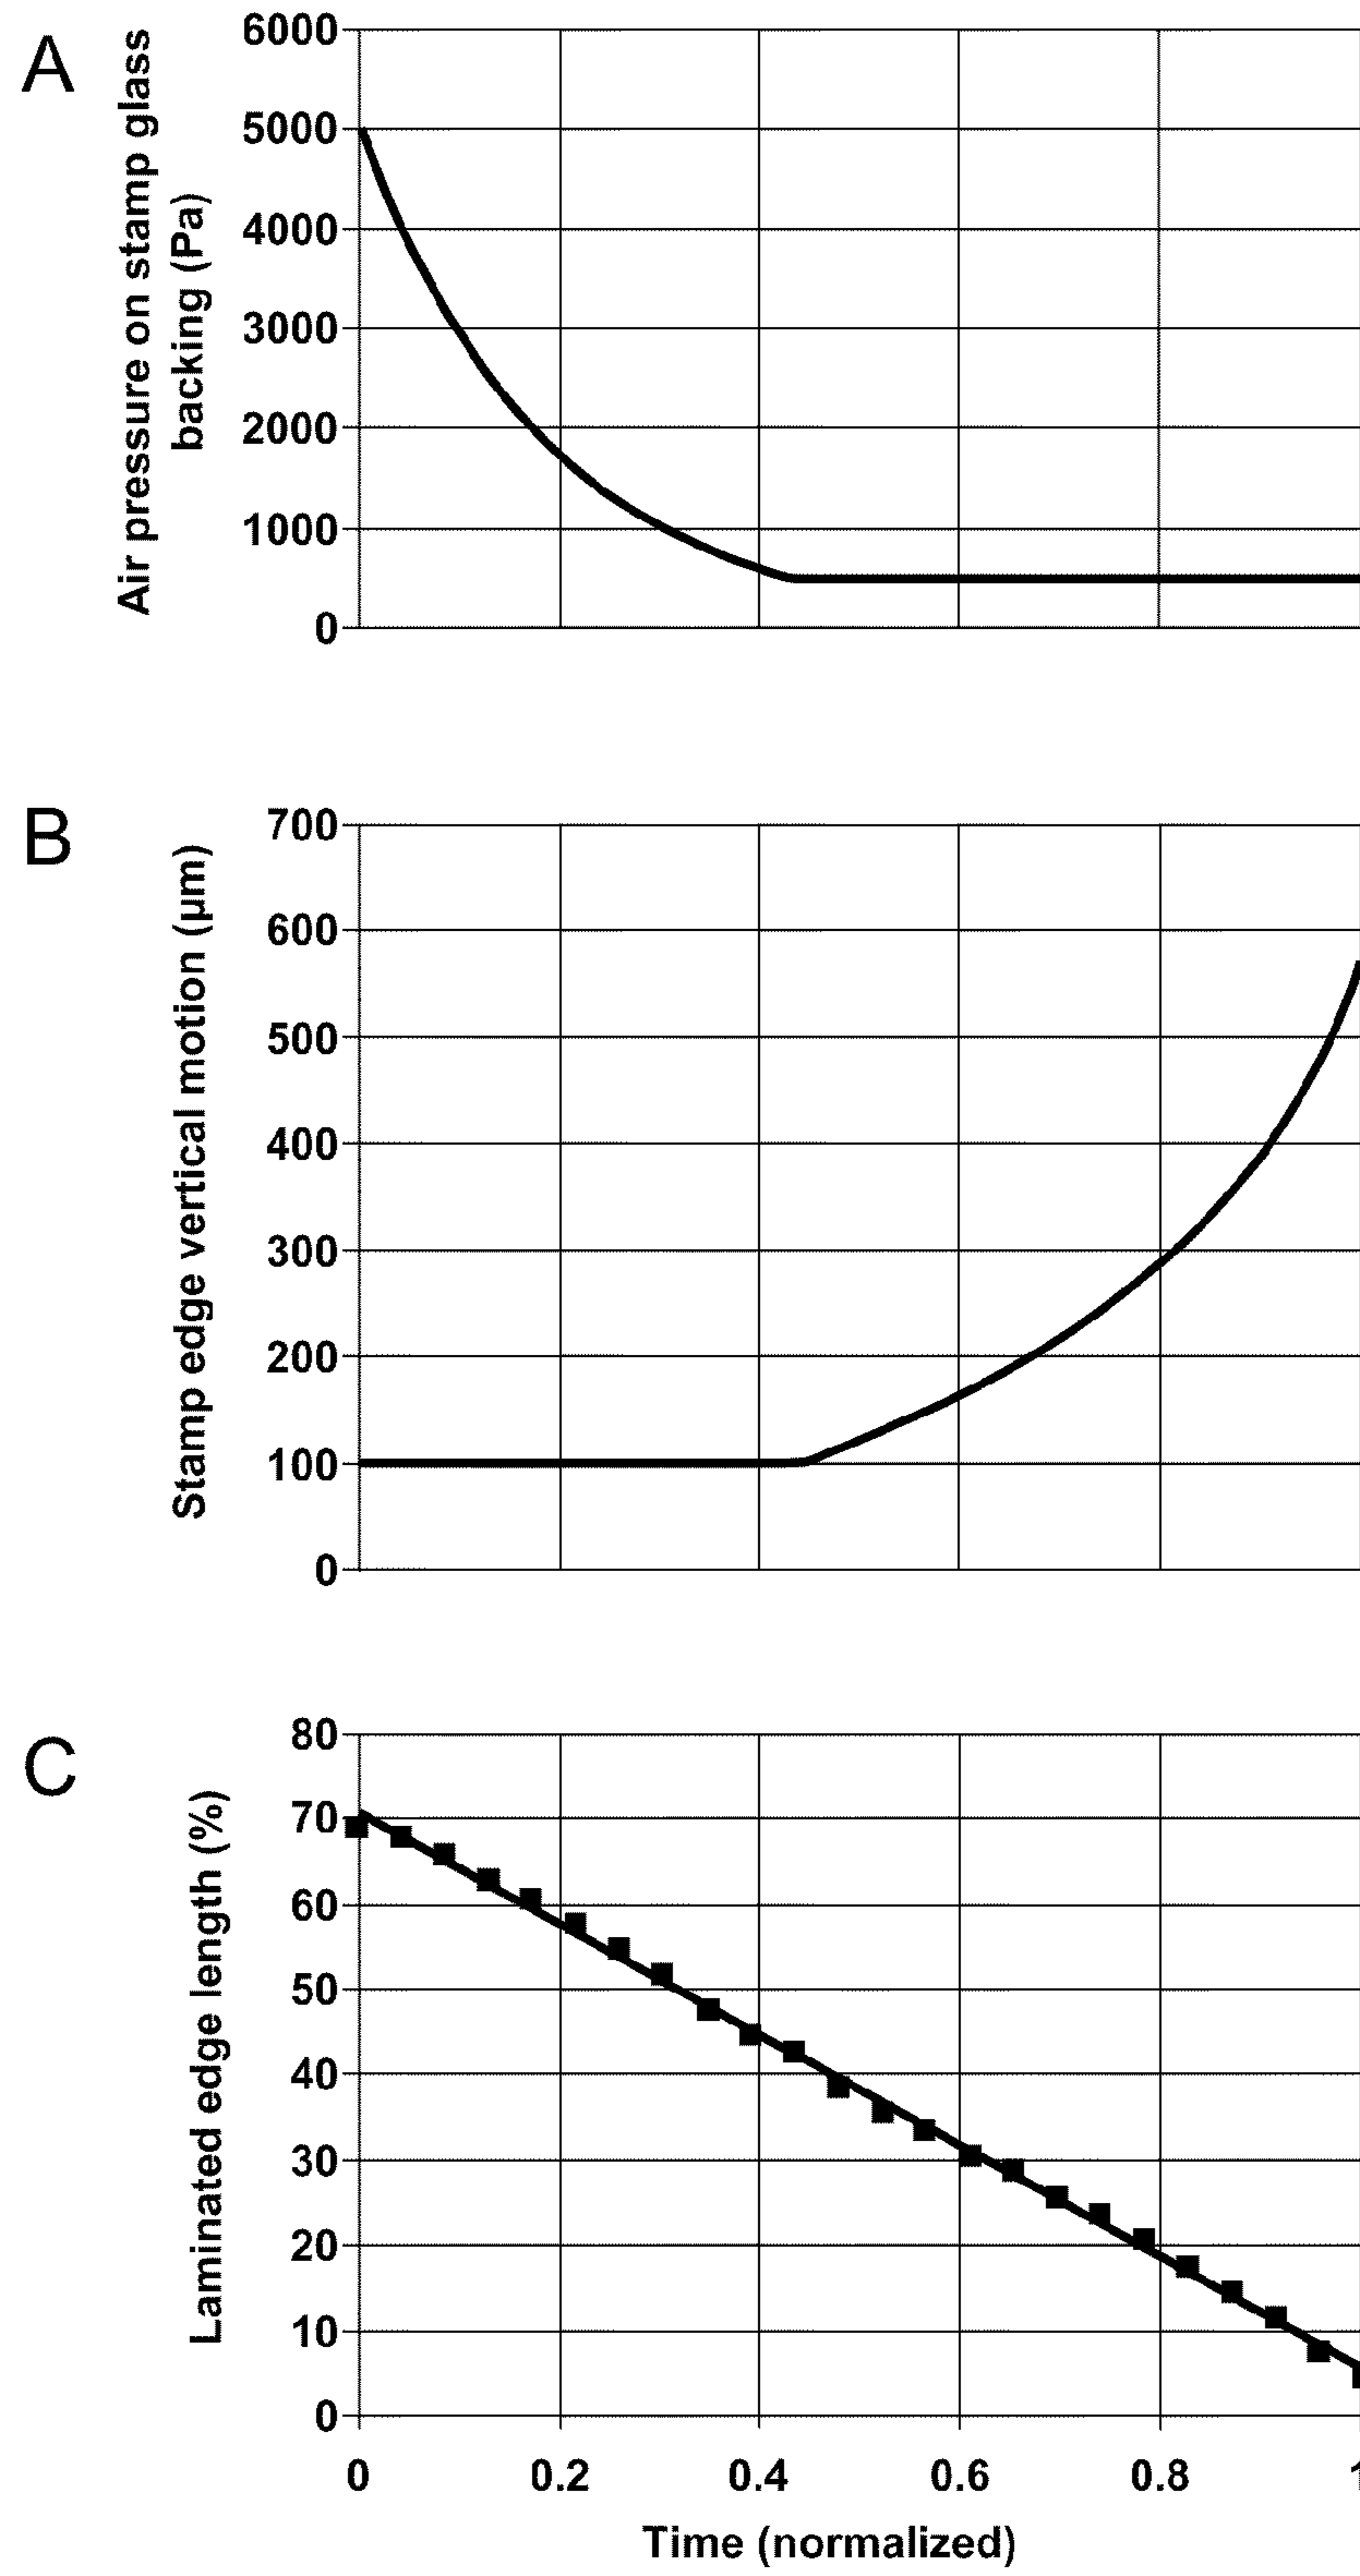 A
Air pressure on stamp glass
backing (Pa)
6000
5000
4000
3000
2000
1000
0
B
Stamp edge vertical motion (µm)
700
600
500
400
300
200
100
0
C
Laminated edge length (%)
80
70
60
50
40
30
20
10
0
0 0.2 0.4 0.6 0.8 1
Time (normalized)